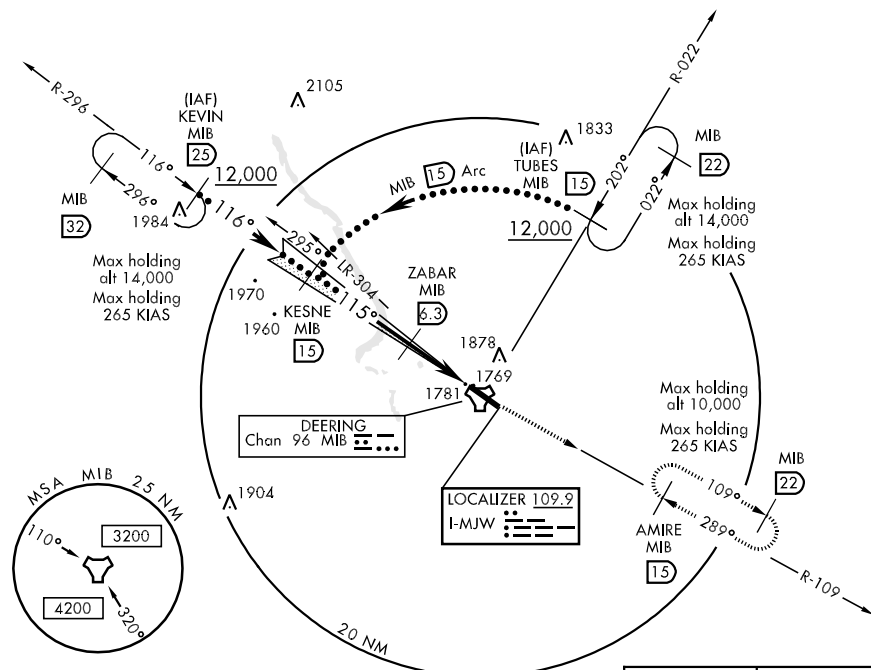 R-296
(IAF)
KEVIN
MIB
25
12,000
2105
1833
R-022
(IAF)
TUBES
MIB
15
12,000
MIB
22
202°
022°
Max holding
alt 14,000
Max holding
265 KIAS
MIB 15 Arc
116°
296°
MIB
32
1984
116°
295°
LR-304
Max holding
alt 14,000
Max holding
265 KIAS
1970
1960
KESNE
MIB
15
115°
ZABAR
MIB
6.3
1878
1769
1781
DEERING
Chan 96 MIB
LOCALIZER 109.9
I-MJW
Max holding
alt 10,000
Max holding
265 KIAS
MIB
22
109°
289°
AMIRE
MIB
15
R-109
1904
MSA MIB 25 NM
110°
3200
4200
320°
20 NM